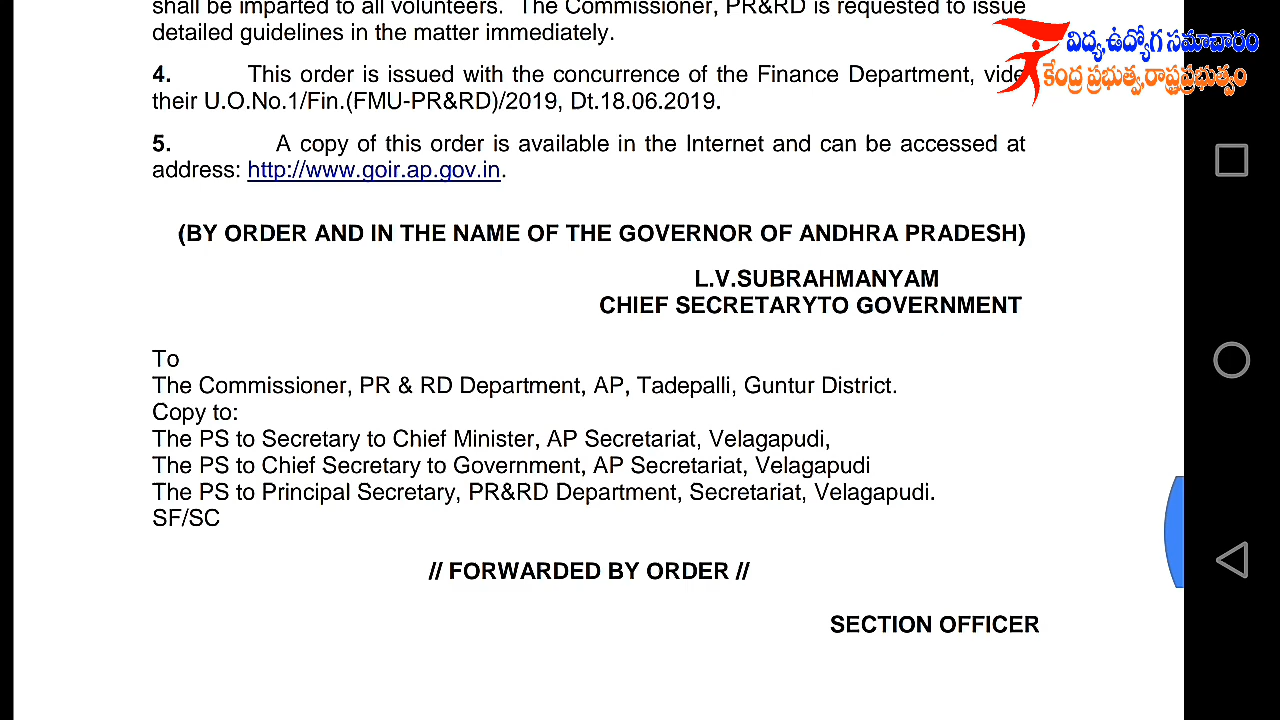 shall be imparted to all volunteers. The Commissioner, PR&RD is requested to issue
detailed guidelines in the matter immediately.
విద్య,ఉద్యోగ సమాచారం
కేంద్ర ప్రభుత్వ,రాష్ట్రప్రభుత్వం
4. This order is issued with the concurrence of the Finance Department, vide
their U.O.No.1/Fin.(FMU-PR&RD)/2019, Dt.18.06.2019.
5. A copy of this order is available in the Internet and can be accessed at
address: http://www.goir.ap.gov.in.
(BY ORDER AND IN THE NAME OF THE GOVERNOR OF ANDHRA PRADESH)
L.V.SUBRAHMANYAM
CHIEF SECRETARYTO GOVERNMENT
To
The Commissioner, PR & RD Department, AP, Tadepalli, Guntur District.
Copy to:
The PS to Secretary to Chief Minister, AP Secretariat, Velagapudi,
The PS to Chief Secretary to Government, AP Secretariat, Velagapudi
The PS to Principal Secretary, PR&RD Department, Secretariat, Velagapudi.
SF/SC
// FORWARDED BY ORDER //
SECTION OFFICER